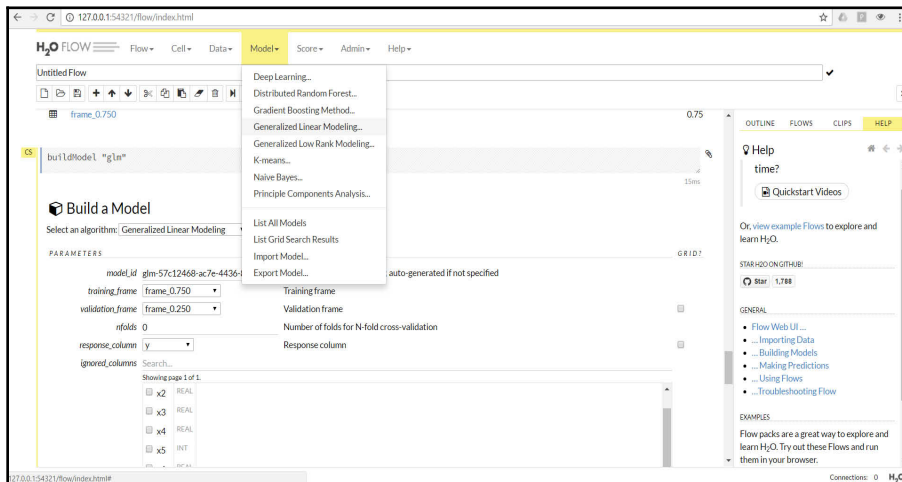 127.0.0.1:54321/flow/index.html
H2O FLOW Flow Cell Data Model Score Admin Help
Untitled Flow
Deep Learning...
Distributed Random Forest...
Gradient Boosting Method...
Generalized Linear Modeling...
Generalized Low Rank Modeling...
K-means...
Naive Bayes...
Principle Components Analysis...
List All Models
List Grid Search Results
Import Model...
Export Model...
frame_0.750 0.75
CS buildModel "glm"
15ms
Build a Model
Select an algorithm: Generalized Linear Modeling
PARAMETERS GRID?
model_id glm-57c12468-ac7e-4436- auto-generated if not specified
training_frame frame_0.750 Training frame
validation_frame frame_0.250 Validation frame
nfolds 0 Number of folds for N-fold cross-validation
response_column y Response column
ignored_columns Search...
Showing page 1 of 1.
x2 REAL
x3 REAL
x4 REAL
x5 INT
OUTLINE FLOWS CLIPS HELP
Help
time?
Quickstart Videos
Or, view example Flows to explore and
learn H2O.
STAR H2O ON GITHUB!
Star 1,788
GENERAL
Flow Web UI ...
... Importing Data
... Building Models
... Making Predictions
... Using Flows
...Troubleshooting Flow
EXAMPLES
Flow packs are a great way to explore and
learn H2O. Try out these Flows and run
them in your browser.
127.0.0.1:54321/flow/index.html#
Connections: 0 H2O